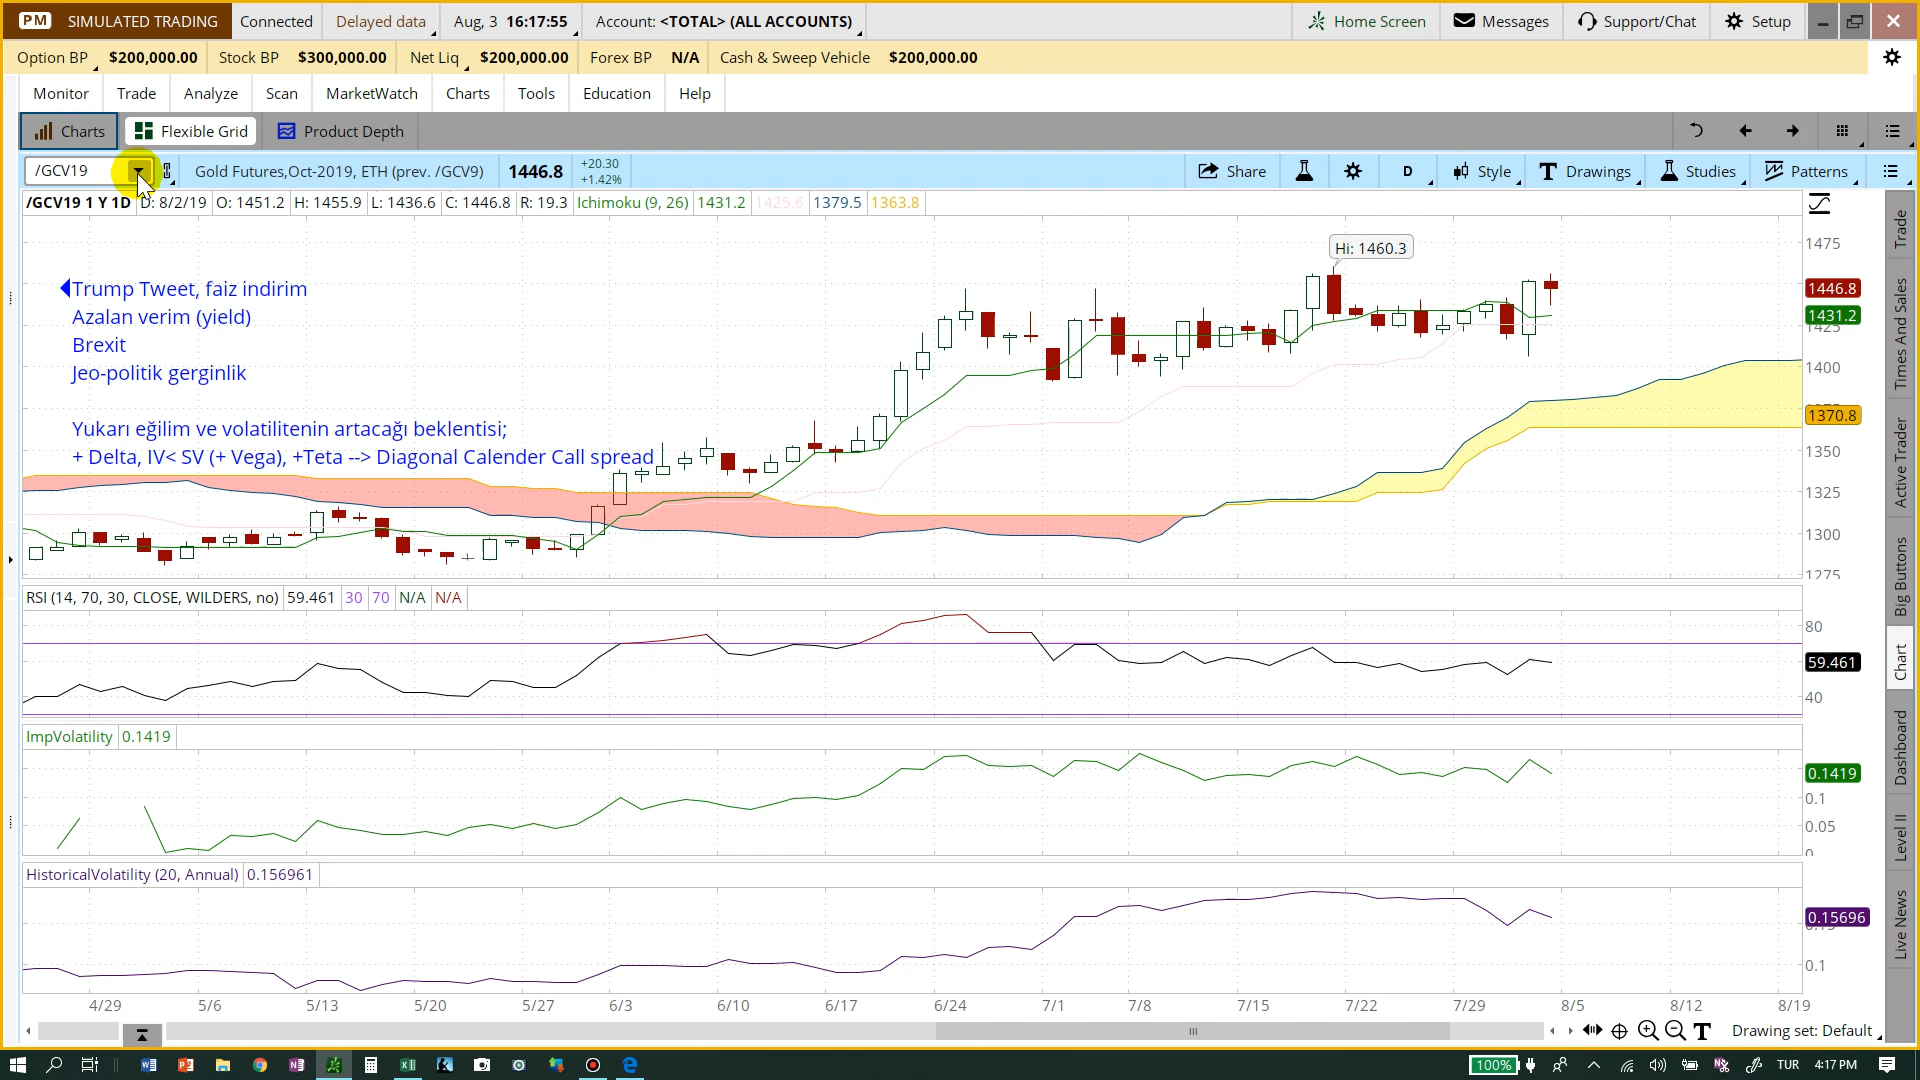 PM SIMULATED TRADING Connected Delayed data Aug, 3 16:17:55 Account: <TOTAL> (ALL ACCOUNTS) Home Screen Messages Support/Chat Setup
Option BP $200,000.00 Stock BP $300,000.00 Net Liq $200,000.00 Forex BP N/A Cash & Sweep Vehicle $200,000.00
Monitor Trade Analyze Scan MarketWatch Charts Tools Education Help
Charts Flexible Grid Product Depth
/GCV19 Gold Futures,Oct-2019, ETH (prev. /GCV9) 1446.8 +20.30 +1.42% Share D Style Drawings Studies Patterns
/GCV19 1 Y 1D D: 8/2/19 O: 1451.2 H: 1455.9 L: 1436.6 C: 1446.8 R: 19.3 Ichimoku (9, 26) 1431.2 1425.6 1379.5 1363.8
1475
Hi: 1460.3
Trump Tweet, faiz indirim
1446.8
Azalan verim (yield)
1431.2
1425
Brexit
1400
Jeo-politik gerginlik
1370.8
Yukarı eğilim ve volatilitenin artacağı beklentisi;
+ Delta, IV< SV (+ Vega), +Teta --> Diagonal Calender Call spread
1350
1325
1300
1275
RSI (14, 70, 30, CLOSE, WILDERS, no) 59.461 30 70 N/A N/A
80
59.461
40
ImpVolatility 0.1419
0.1419
0.1
0.05
0
HistoricalVolatility (20, Annual) 0.156961
0.15696
0.1
4/29 5/6 5/13 5/20 5/27 6/3 6/10 6/17 6/24 7/1 7/8 7/15 7/22 7/29 8/5 8/12 8/19
Drawing set: Default
Trade
Times And Sales
Active Trader
Big Buttons
Chart
Dashboard
Level II
Live News
100% TUR 4:17 PM